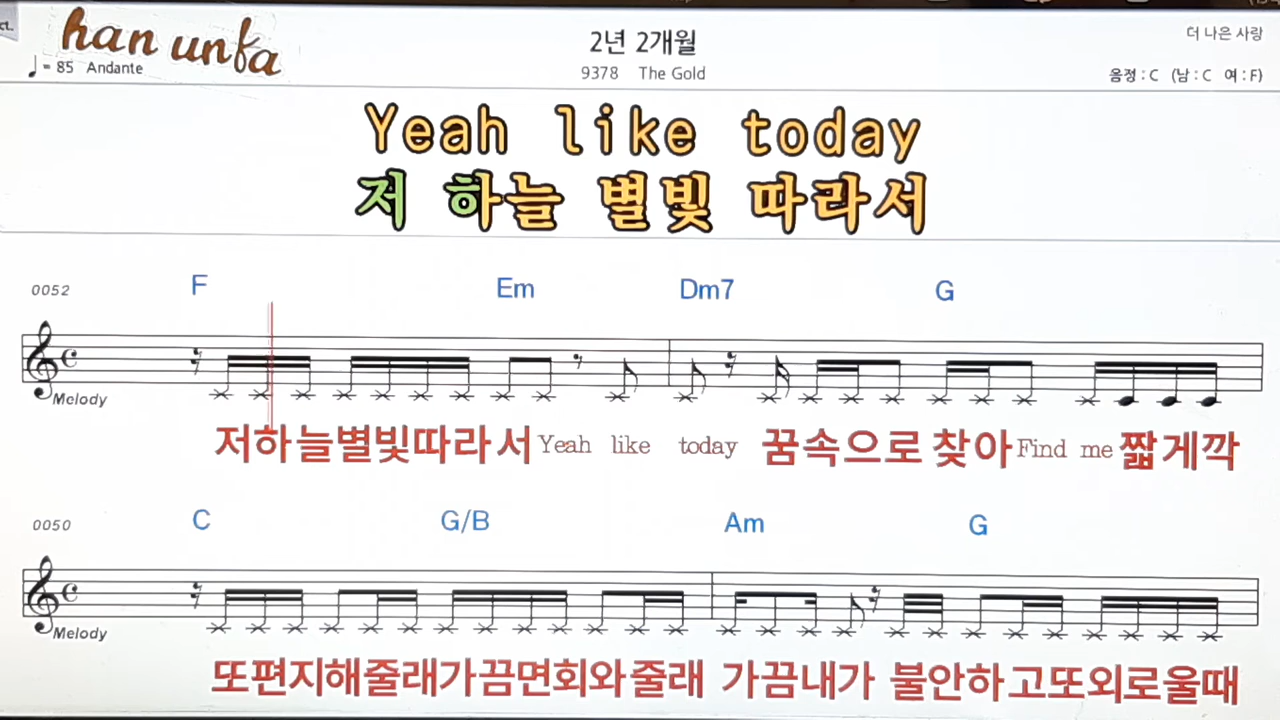 CL
han unfa
♩= 85 Andante
2년 2개월
9378 The Gold
더 나은 사랑
음정 : C (남 : C 여 : F)
Yeah like today
저 하늘 별빛 따라서
0052
F Em Dm7 G
Melody
저하늘별빛따라서 Yeah like today 꿈속으로 찾아 Find me 짧게깍
0050
C G/B Am G
Melody
또편지해줄래가끔면회와줄래 가끔내가 불안하고또외로울때